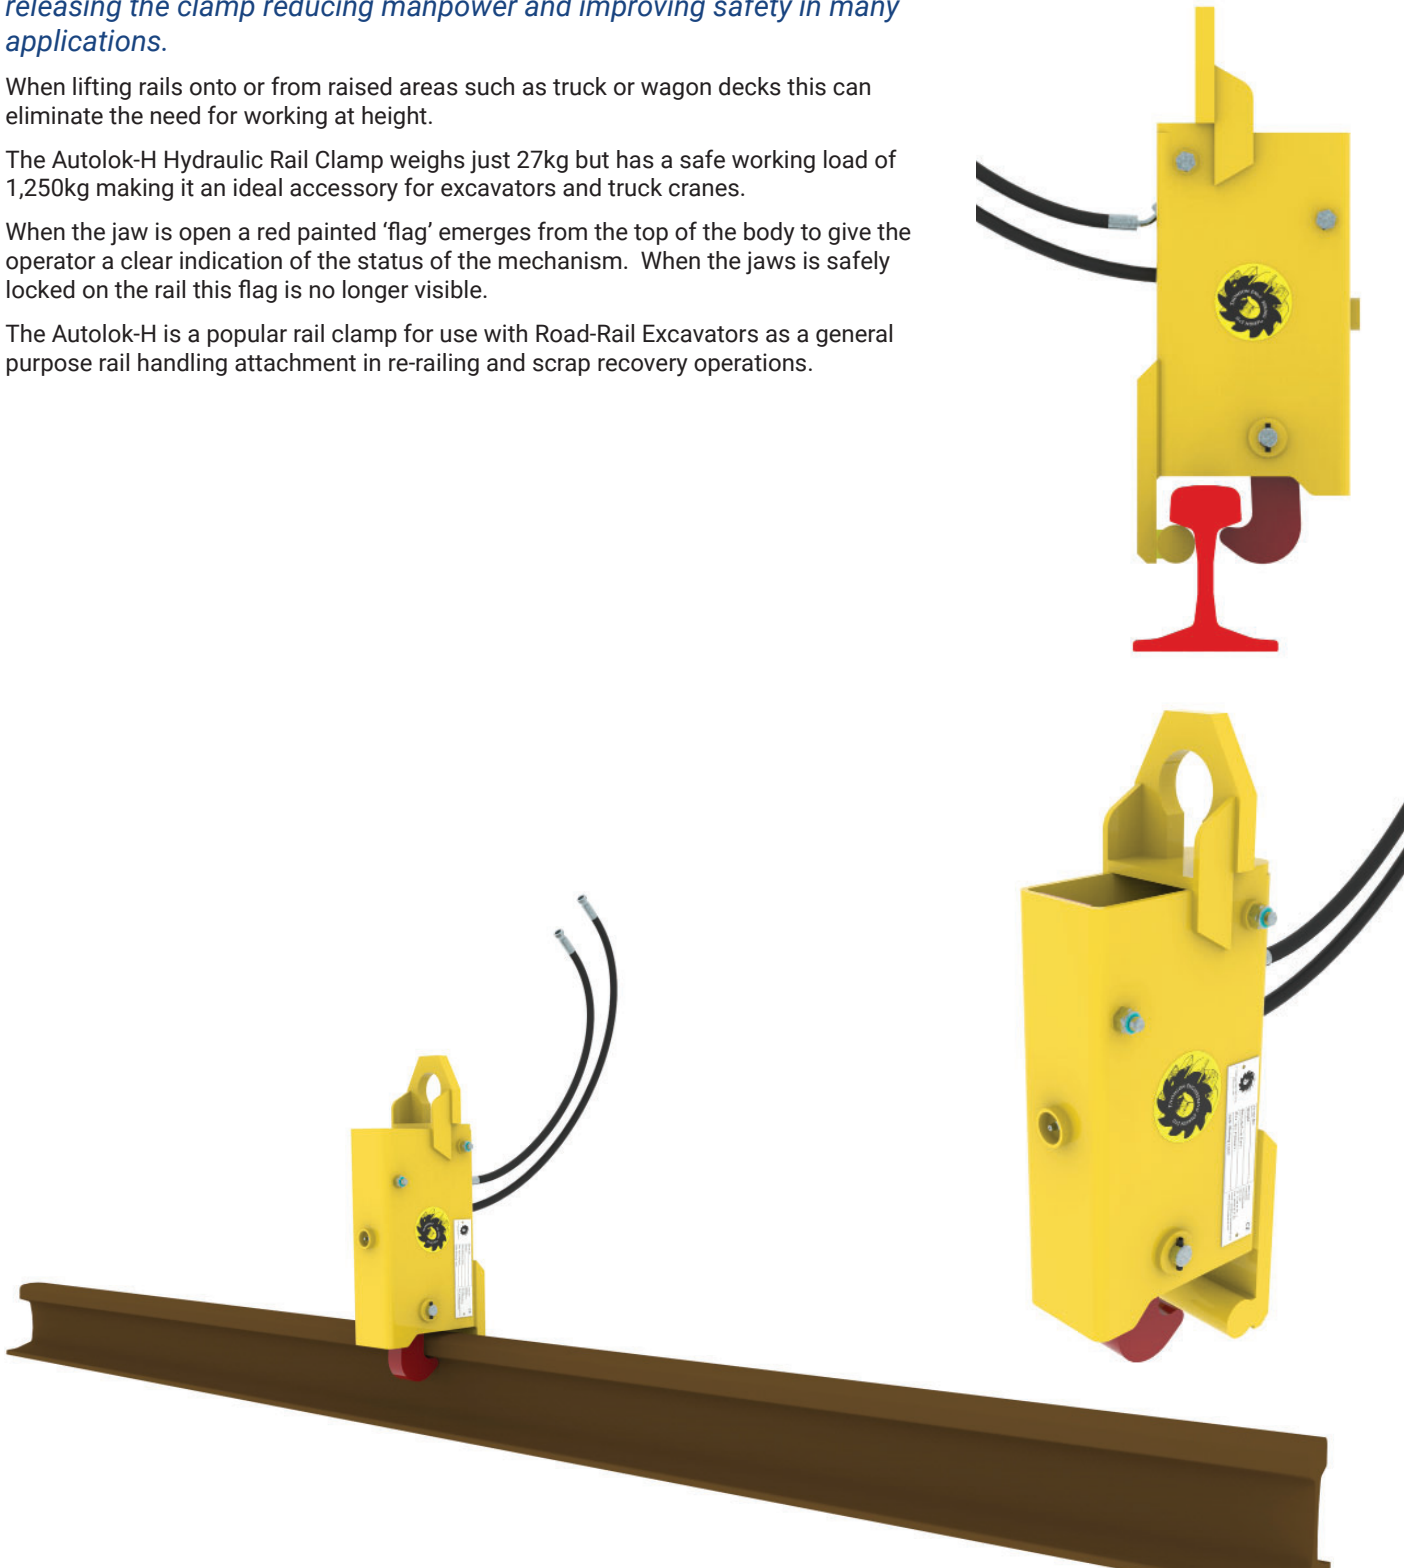 releasing the clamp reducing manpower and improving safety in many
applications.
When lifting rails onto or from raised areas such as truck or wagon decks this can
eliminate the need for working at height.
The Autolok-H Hydraulic Rail Clamp weighs just 27kg but has a safe working load of
1,250kg making it an ideal accessory for excavators and truck cranes.
When the jaw is open a red painted ‘flag’ emerges from the top of the body to give the
operator a clear indication of the status of the mechanism.  When the jaws is safely
locked on the rail this flag is no longer visible.
The Autolok-H is a popular rail clamp for use with Road-Rail Excavators as a general
purpose rail handling attachment in re-railing and scrap recovery operations.